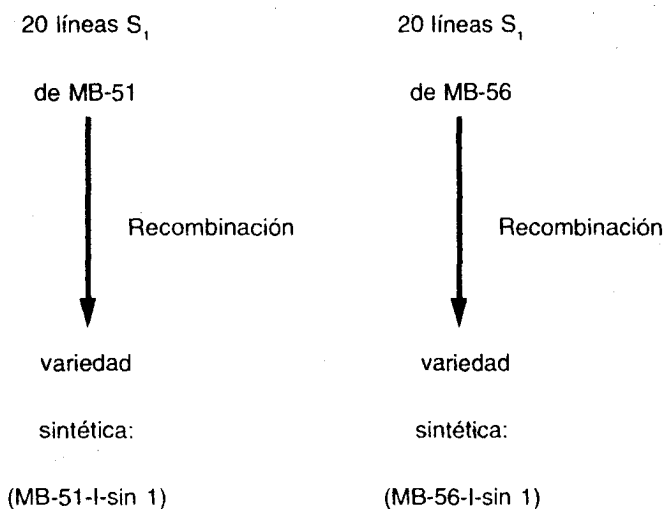 20 líneas S₁
de MB-51
Recombinación
variedad
sintética:
(MB-51-I-sin 1)
20 líneas S₁
de MB-56
Recombinación
variedad
sintética:
(MB-56-I-sin 1)